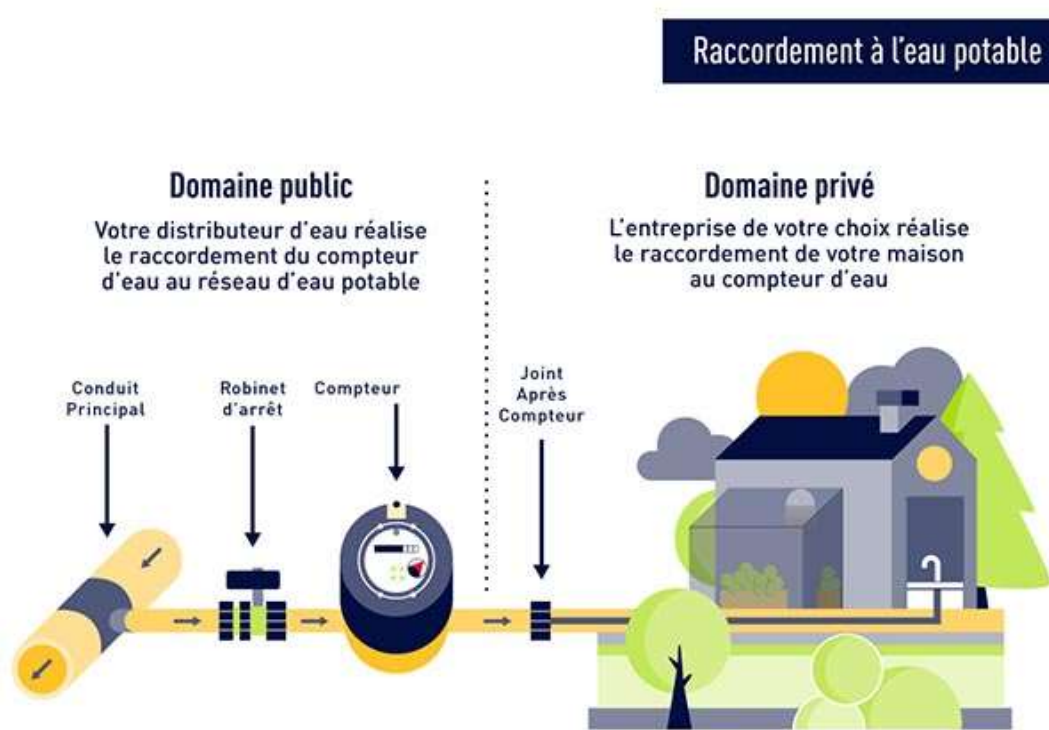 Raccordement à l'eau potable
Domaine public
Votre distributeur d'eau réalise
le raccordement du compteur
d'eau au réseau d'eau potable
Domaine privé
L'entreprise de votre choix réalise
le raccordement de votre maison
au compteur d'eau
Conduit
Principal
Robinet
d'arrêt
Compteur
Joint
Après
Compteur